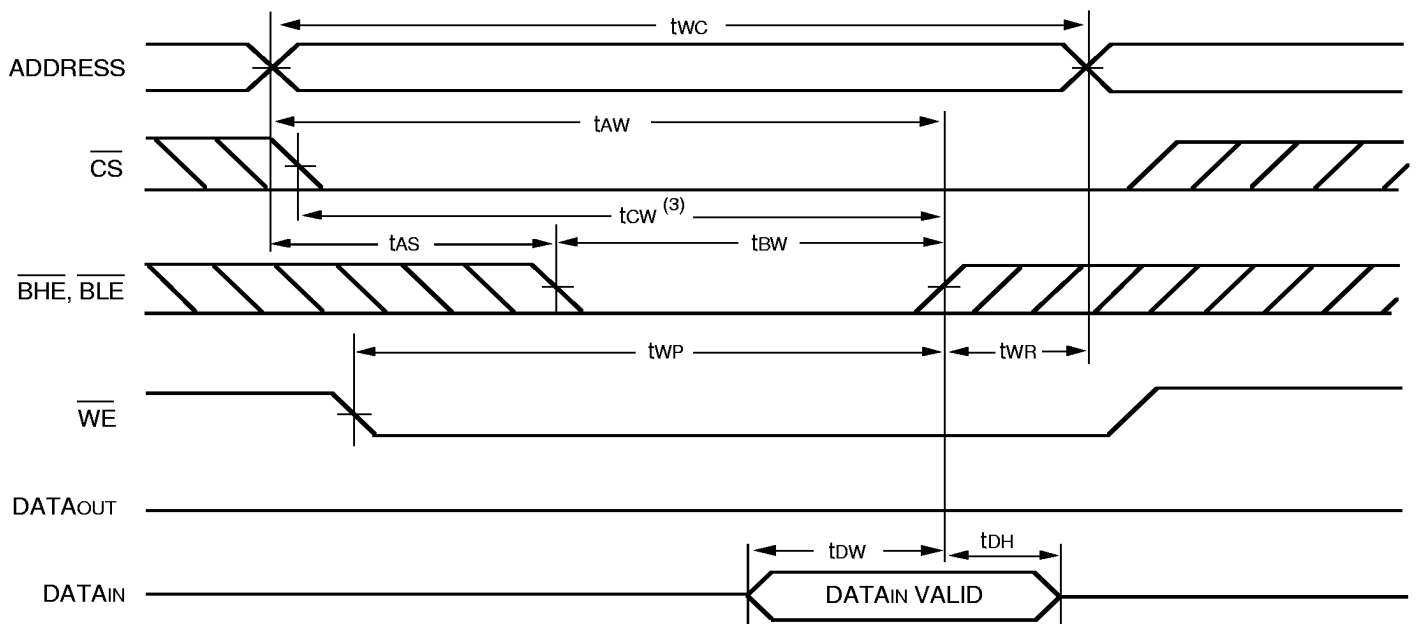 tWC
ADDRESS
tAW
CS
tCW (3)
tAS
tBW
BHE, BLE
tWP
tWR
WE
DATAOUT
tDW
tDH
DATAIN
DATAIN VALID